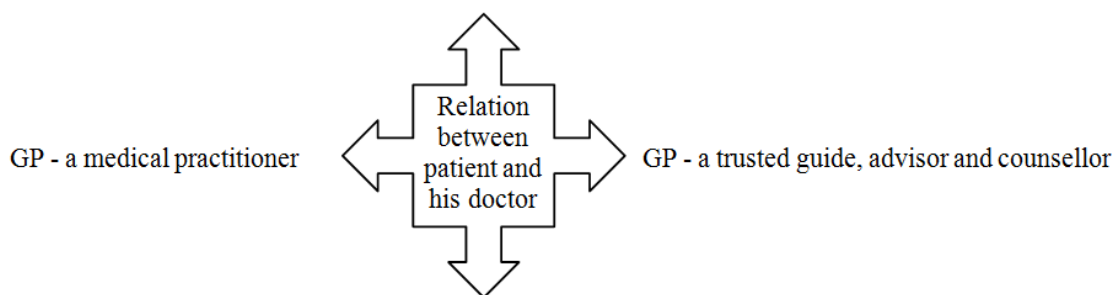 Relation
between
GP - a medical practitioner
GP - a trusted guide, advisor and counsellor
patient and
his doctor